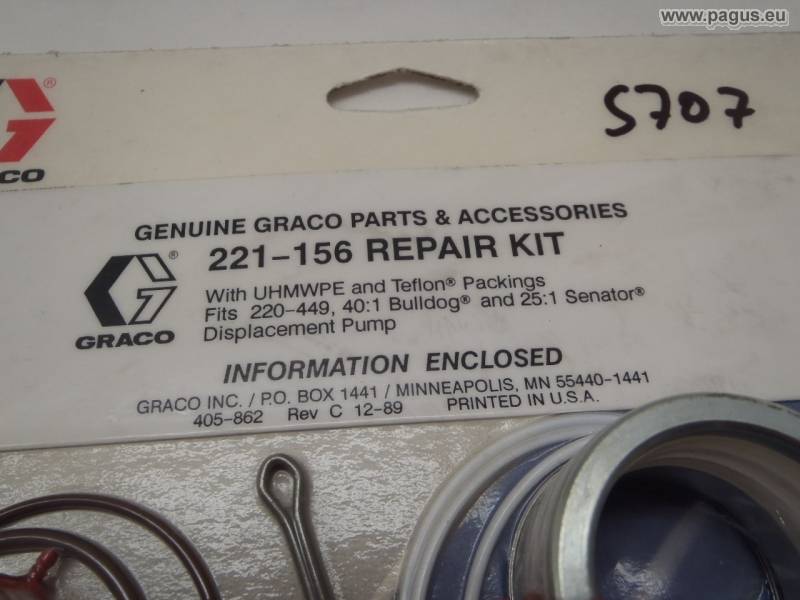 www.pagus.eu
S707
®
ACO
GENUINE GRACO PARTS & ACCESSORIES
221-156 REPAIR KIT
®
GRACO
With UHMWPE and Teflon® Packings
Fits 220-449, 40:1 Bulldog® and 25:1 Senator®
Displacement Pump
INFORMATION ENCLOSED
GRACO INC. / P.O. BOX 1441 / MINNEAPOLIS, MN 55440-1441
405-862 Rev C 12-89 PRINTED IN U.S.A.